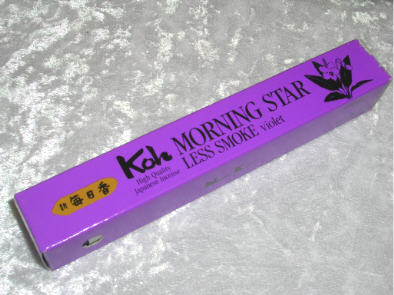 Koh
High Quality
Japanese Incense
MORNING STAR
LESS SMOKE violet
毎日香